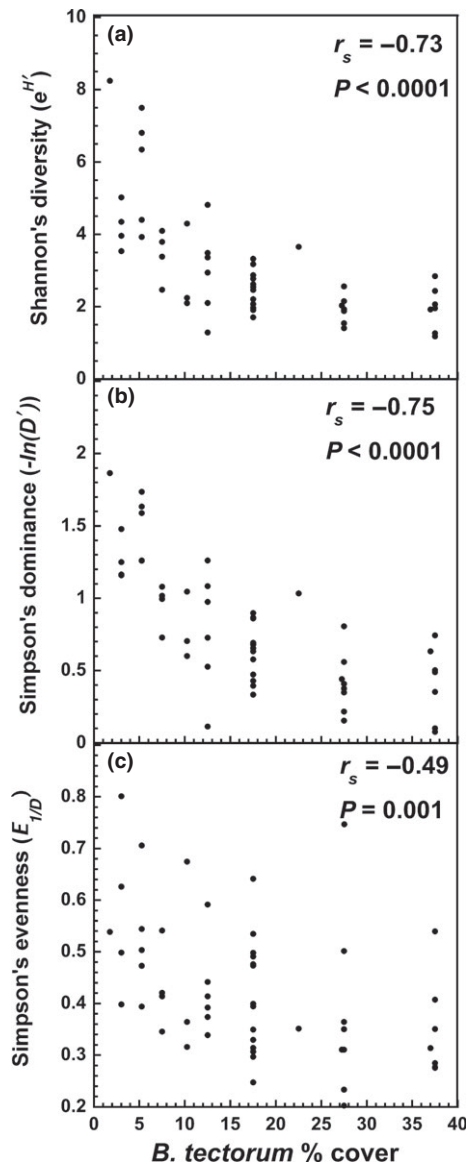 (a)
r_s = −0.73
P < 0.0001
Shannon's diversity (e^H′)
10
8
6
4
2
0
(b)
r_s = −0.75
P < 0.0001
Simpson's dominance (-ln(D′))
2
1.5
1
0.5
0
(c)
r_s = −0.49
P = 0.001
Simpson's evenness (E_1/D)
0.8
0.7
0.6
0.5
0.4
0.3
0.2
0 5 10 15 20 25 30 35 40
B. tectorum % cover